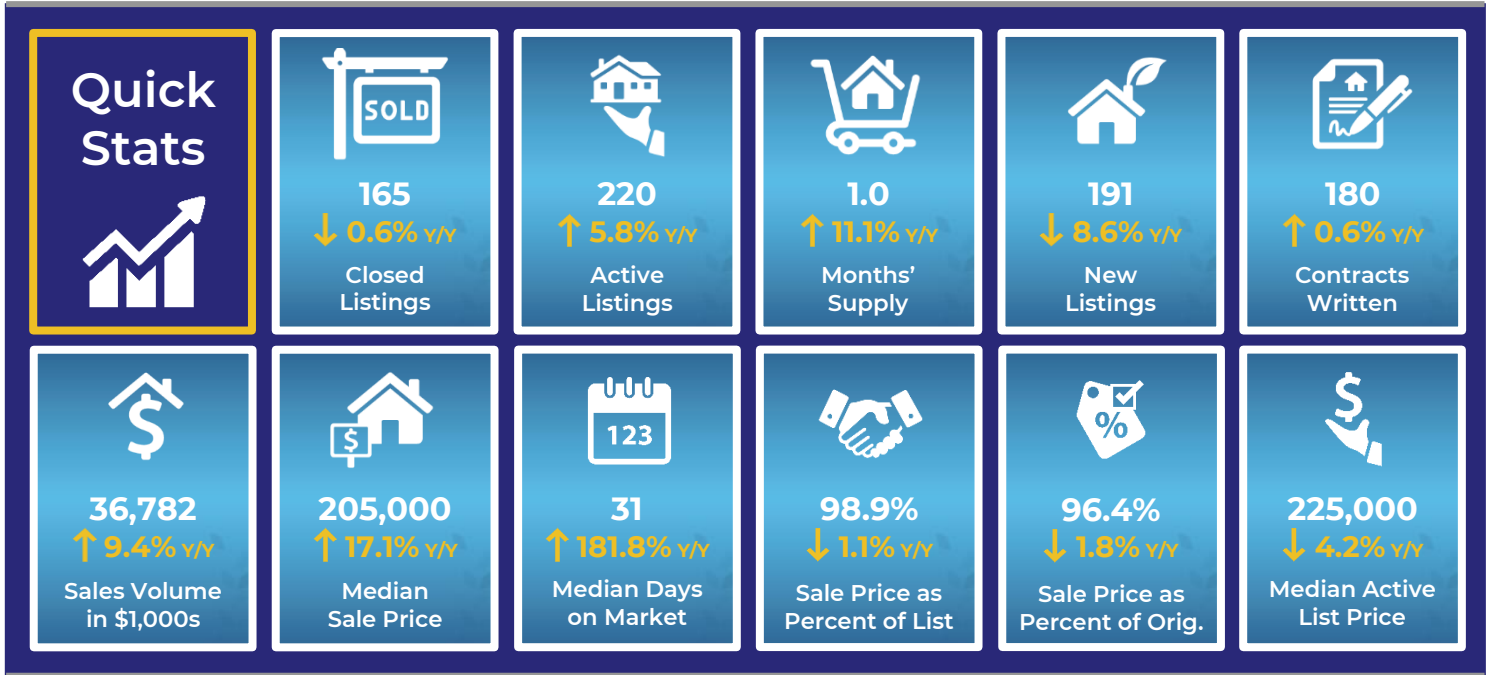 Quick
Stats
SOLD
165
↓ 0.6% Y/Y
Closed
Listings
220
↑ 5.8% Y/Y
Active
Listings
1.0
↑ 11.1% Y/Y
Months’
Supply
191
↓ 8.6% Y/Y
New
Listings
180
↑ 0.6% Y/Y
Contracts
Written
$
36,782
↑ 9.4% Y/Y
Sales Volume
in $1,000s
$
205,000
↑ 17.1% Y/Y
Median
Sale Price
123
31
↑ 181.8% Y/Y
Median Days
on Market
98.9%
↓ 1.1% Y/Y
Sale Price as
Percent of List
%
96.4%
↓ 1.8% Y/Y
Sale Price as
Percent of Orig.
$
225,000
↓ 4.2% Y/Y
Median Active
List Price